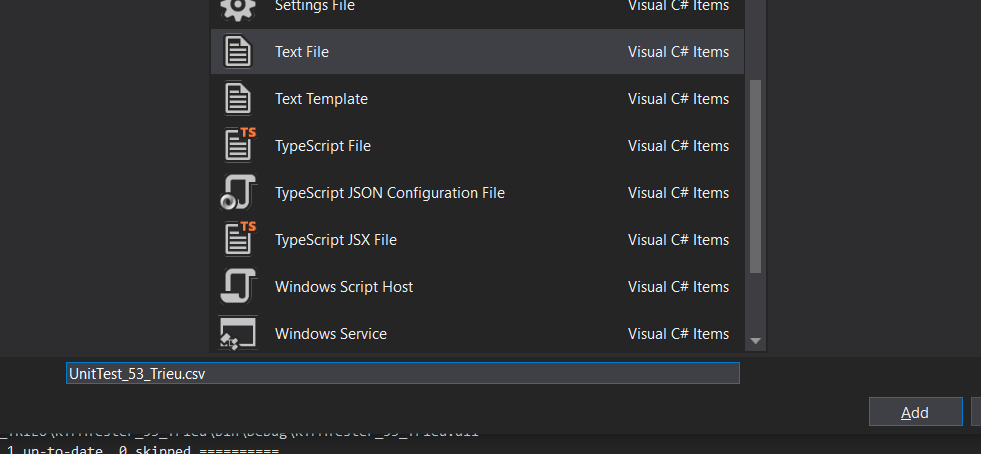 Settings File Visual C# Items
Text File Visual C# Items
Text Template Visual C# Items
TS
TypeScript File Visual C# Items
TypeScript JSON Configuration File Visual C# Items
TS
TypeScript JSX File Visual C# Items
Windows Script Host Visual C# Items
Windows Service Visual C# Items
UnitTest_53_Trieu.csv
Add
1 up-to-date, 0 skipped ==========